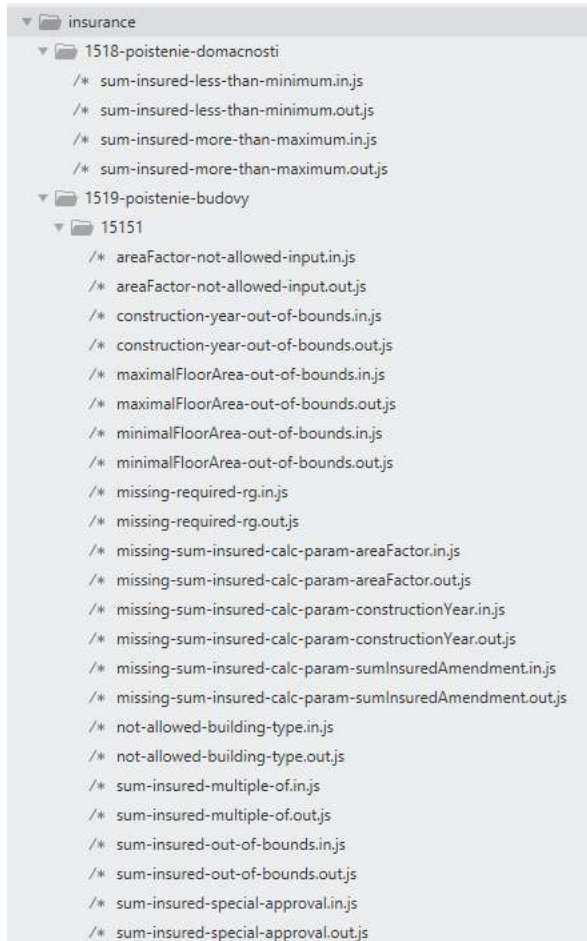 insurance
1518-poistenie-domacnosti
/* sum-insured-less-than-minimum.in.js
/* sum-insured-less-than-minimum.out.js
/* sum-insured-more-than-maximum.in.js
/* sum-insured-more-than-maximum.out.js
1519-poistenie-budovy
15151
/* areaFactor-not-allowed-input.in.js
/* areaFactor-not-allowed-input.out.js
/* construction-year-out-of-bounds.in.js
/* construction-year-out-of-bounds.out.js
/* maximalFloorArea-out-of-bounds.in.js
/* maximalFloorArea-out-of-bounds.out.js
/* minimalFloorArea-out-of-bounds.in.js
/* minimalFloorArea-out-of-bounds.out.js
/* missing-required-rg.in.js
/* missing-required-rg.out.js
/* missing-sum-insured-calc-param-areaFactor.in.js
/* missing-sum-insured-calc-param-areaFactor.out.js
/* missing-sum-insured-calc-param-constructionYear.in.js
/* missing-sum-insured-calc-param-constructionYear.out.js
/* missing-sum-insured-calc-param-sumInsuredAmendment.in.js
/* missing-sum-insured-calc-param-sumInsuredAmendment.out.js
/* not-allowed-building-type.in.js
/* not-allowed-building-type.out.js
/* sum-insured-multiple-of.in.js
/* sum-insured-multiple-of.out.js
/* sum-insured-out-of-bounds.in.js
/* sum-insured-out-of-bounds.out.js
/* sum-insured-special-approval.in.js
/* sum-insured-special-approval.out.js